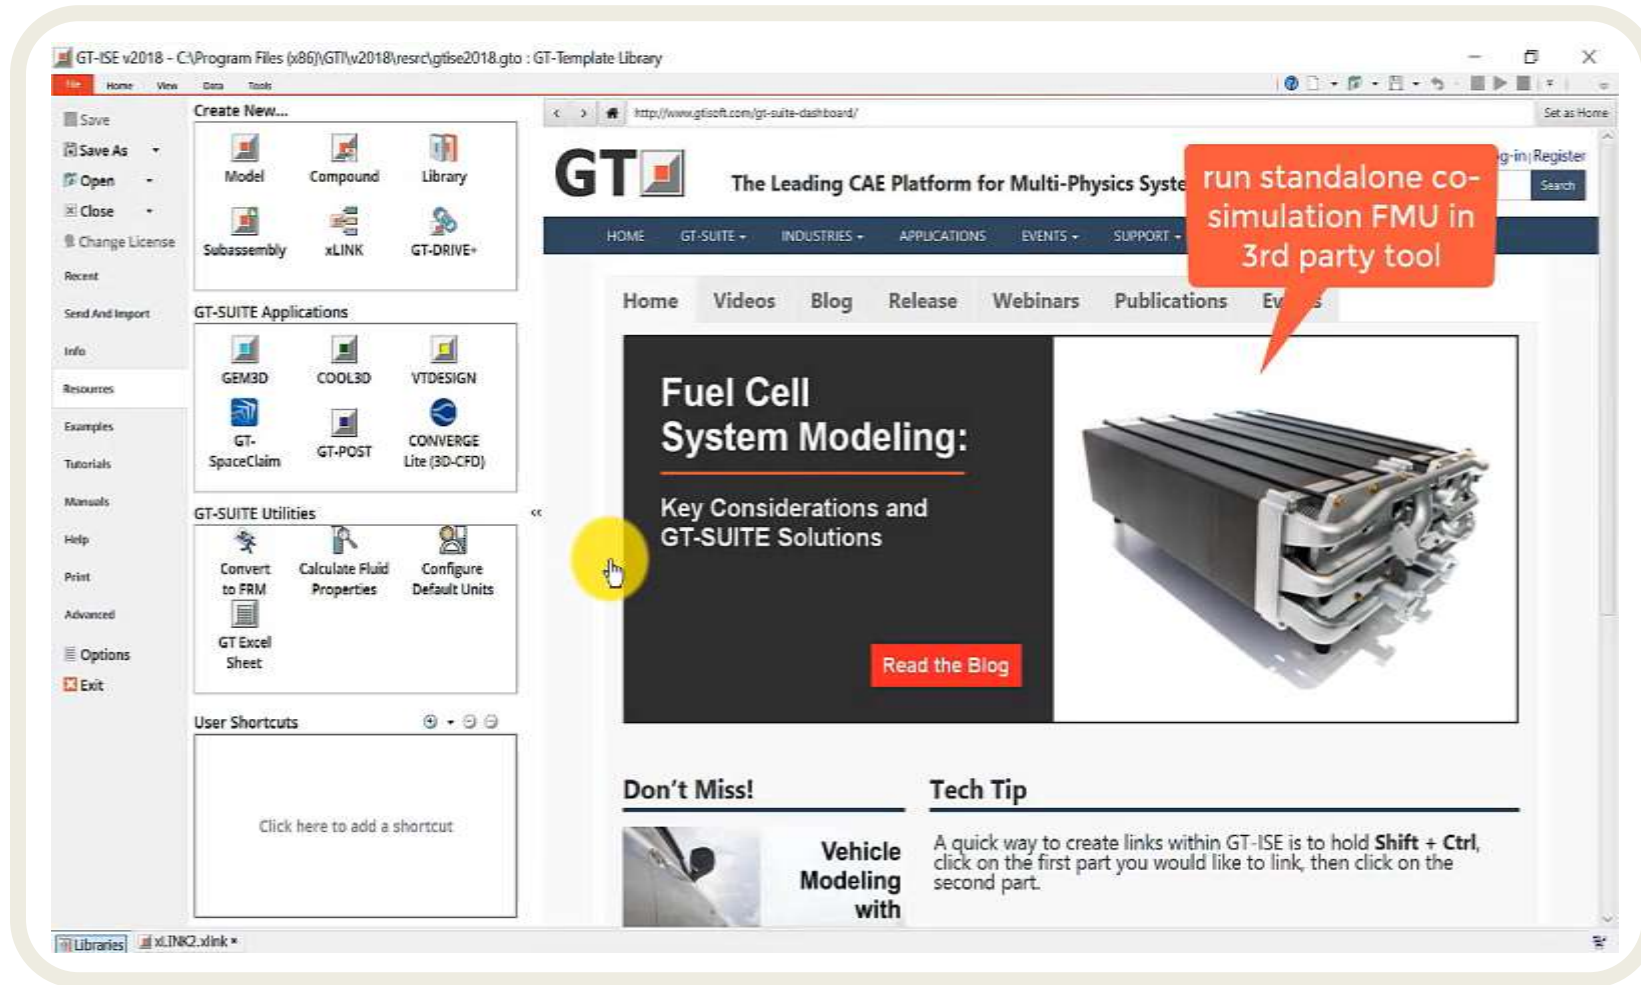 GT-ISE v2018 - C:\Program Files (x86)\GTI\v2018\resrc\gtise2018.gto : GT-Template Library
File Home View Data Tools
Save
Save As
Open
Close
Change License
Recent
Send And Import
Info
Resources
Examples
Tutorials
Manuals
Help
Print
Advanced
Options
Exit
Create New...
Model Compound Library
Subassembly xLINK GT-DRIVE+
GT-SUITE Applications
GEM3D COOL3D VTDESIGN
GT-SpaceClaim GT-POST CONVERGE Lite (3D-CFD)
GT-SUITE Utilities
Convert to FRM Calculate Fluid Properties Configure Default Units
GT Excel Sheet
User Shortcuts
Click here to add a shortcut
http://www.gtisoft.com/gt-suite-dashboard/
Set as Home
GT
The Leading CAE Platform for Multi-Physics Syste
g-in | Register
Search
run standalone co-
simulation FMU in
3rd party tool
HOME GT-SUITE INDUSTRIES APPLICATIONS EVENTS SUPPORT
Home Videos Blog Release Webinars Publications Ev s
Fuel Cell
System Modeling:
Key Considerations and
GT-SUITE Solutions
Read the Blog
Don't Miss!
Vehicle
Modeling
with
Tech Tip
A quick way to create links within GT-ISE is to hold Shift + Ctrl,
click on the first part you would like to link, then click on the
second part.
Libraries xLINK2.xlink